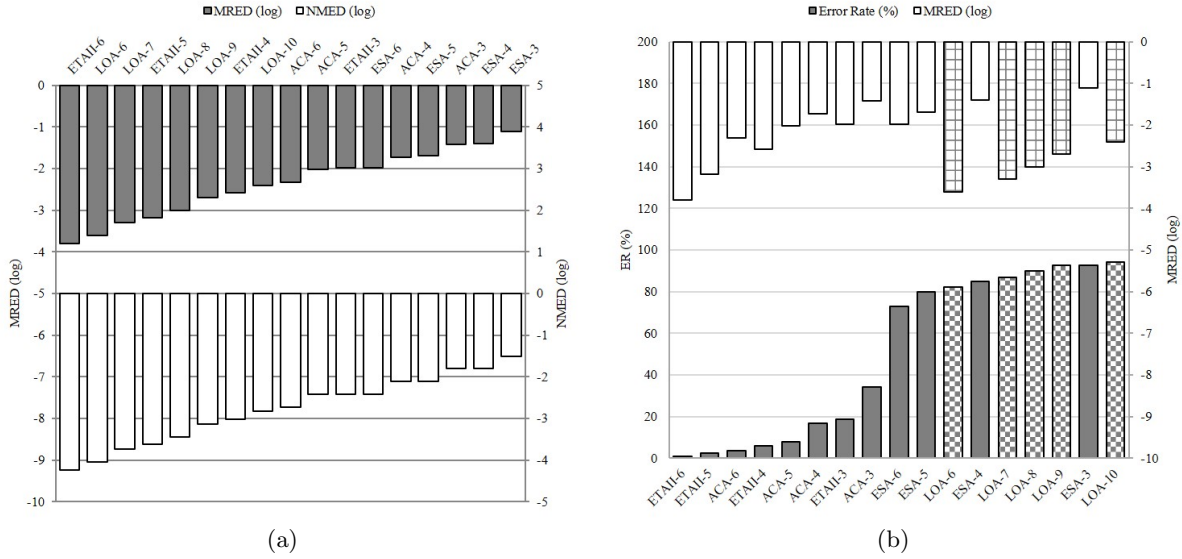 MRED (log) NMED (log)
ETAII-6 LOA-6 LOA-7 ETAII-5 LOA-8 LOA-9 ETAII-4 LOA-10 ACA-6 ACA-5 ETAII-3 ESA-6 ACA-4 ESA-5 ACA-3 ESA-4 ESA-3
0 5
-1 4
-2 3
-3 2
-4 1
-5 0
-6 -1
-7 -2
-8 -3
-9 -4
-10 -5
MRED (log)
NMED (log)
(a)
Error Rate (%) MRED (log)
200 0
180 -1
160 -2
140 -3
120 -4
100 -5
80 -6
60 -7
40 -8
20 -9
0 -10
ER (%)
MRED (log)
ETAII-6 ETAII-5 ACA-6 ETAII-4 ACA-5 ACA-4 ETAII-3 ACA-3 ESA-6 ESA-5 LOA-6 ESA-4 LOA-7 LOA-8 LOA-9 ESA-3 LOA-10
(b)